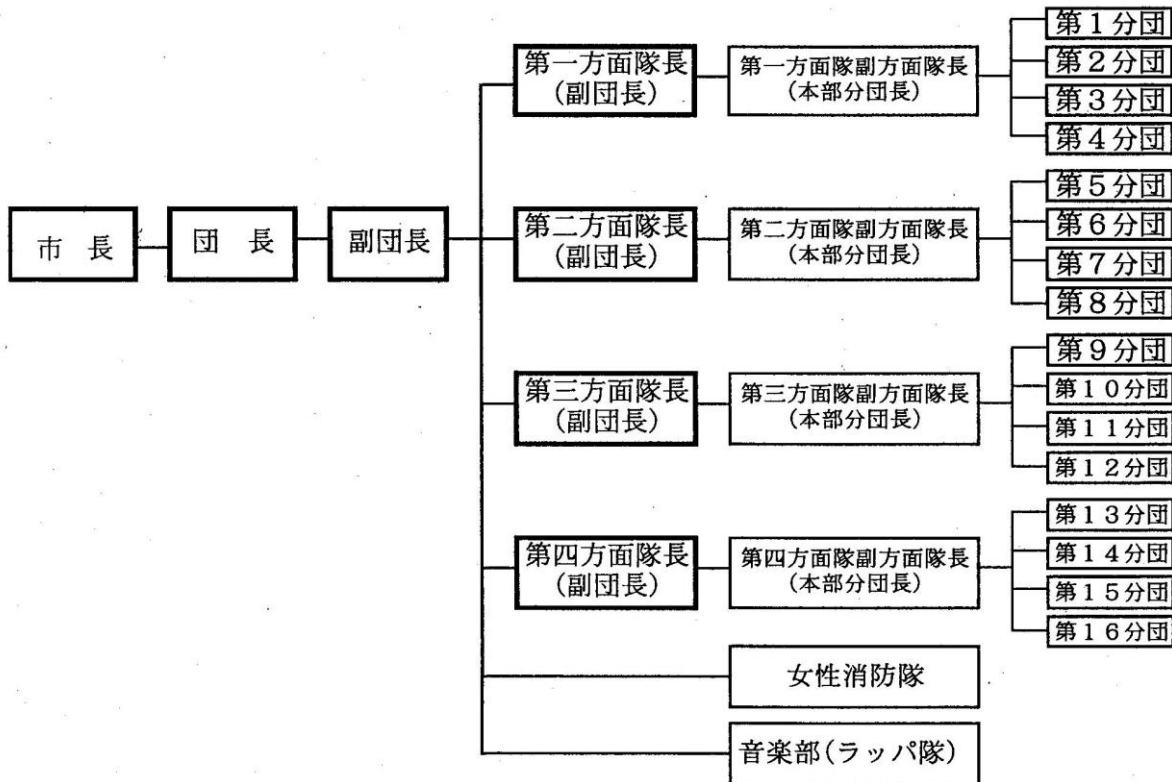 市 長
団 長
副団長
第一方面隊長
(副団長)
第一方面隊副方面隊長
(本部分団長)
第1分団
第2分団
第3分団
第4分団
第二方面隊長
(副団長)
第二方面隊副方面隊長
(本部分団長)
第5分団
第6分団
第7分団
第8分団
第三方面隊長
(副団長)
第三方面隊副方面隊長
(本部分団長)
第9分団
第10分団
第11分団
第12分団
第四方面隊長
(副団長)
第四方面隊副方面隊長
(本部分団長)
第13分団
第14分団
第15分団
第16分団
女性消防隊
音楽部(ラッパ隊)